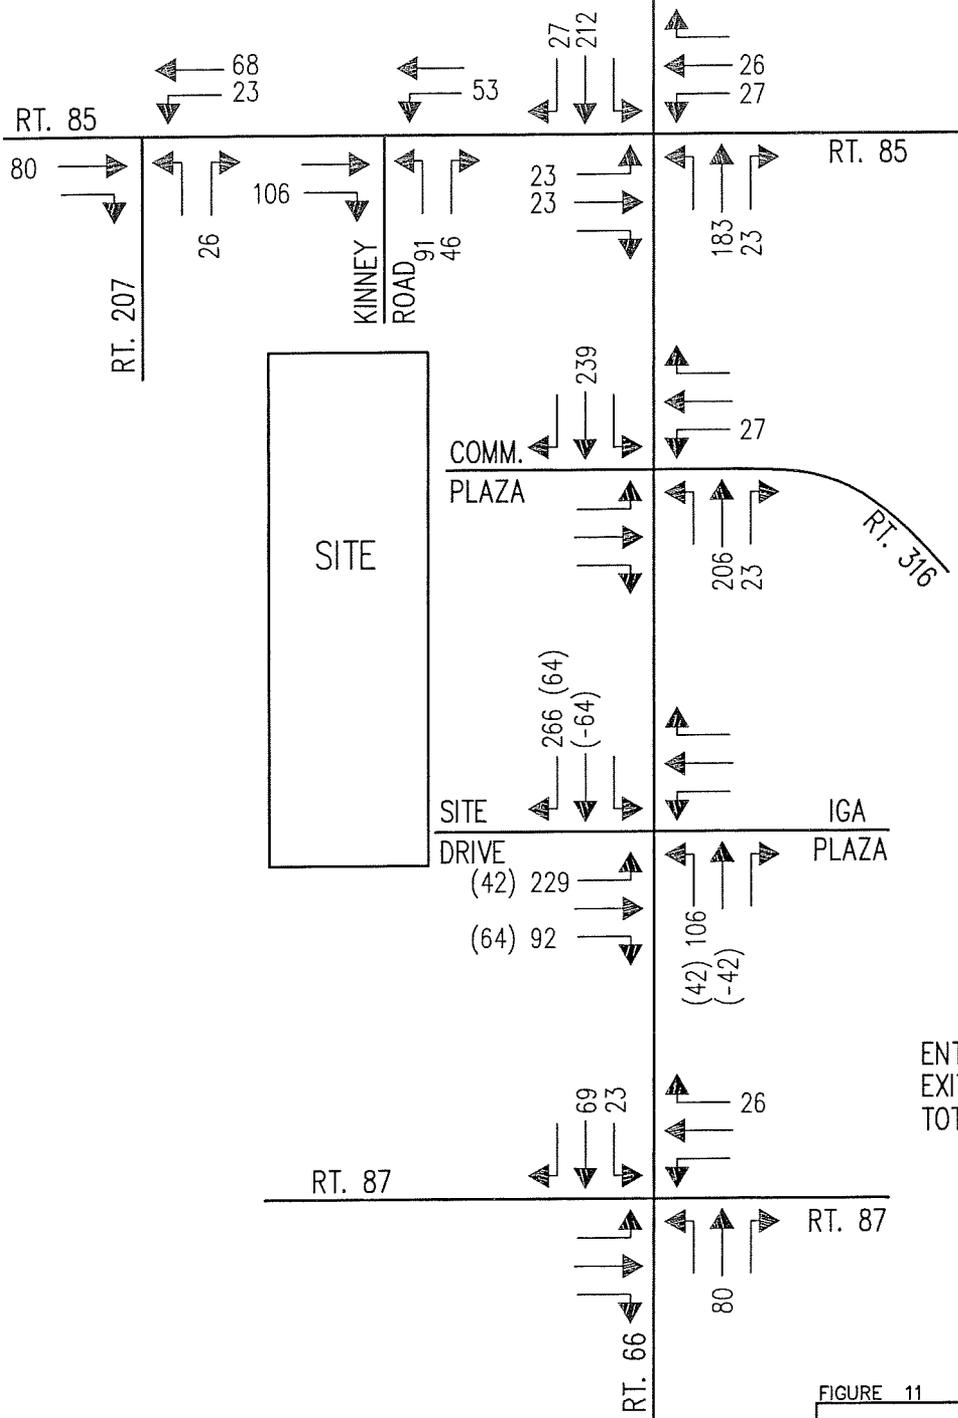 27
212
68
23
53
26
27
RT. 85
RT. 85
80
26
106
91
46
23
23
183
23
RT. 207
KINNEY
ROAD
239
27
COMM.
PLAZA
206
23
RT. 316
SITE
266 (64)
(-64)
SITE
DRIVE
IGA
PLAZA
(42) 229
(64) 92
(42) 106
(-42)
ENT
EXI
TOT
69
23
26
RT. 87
RT. 87
80
RT. 66
FIGURE 11